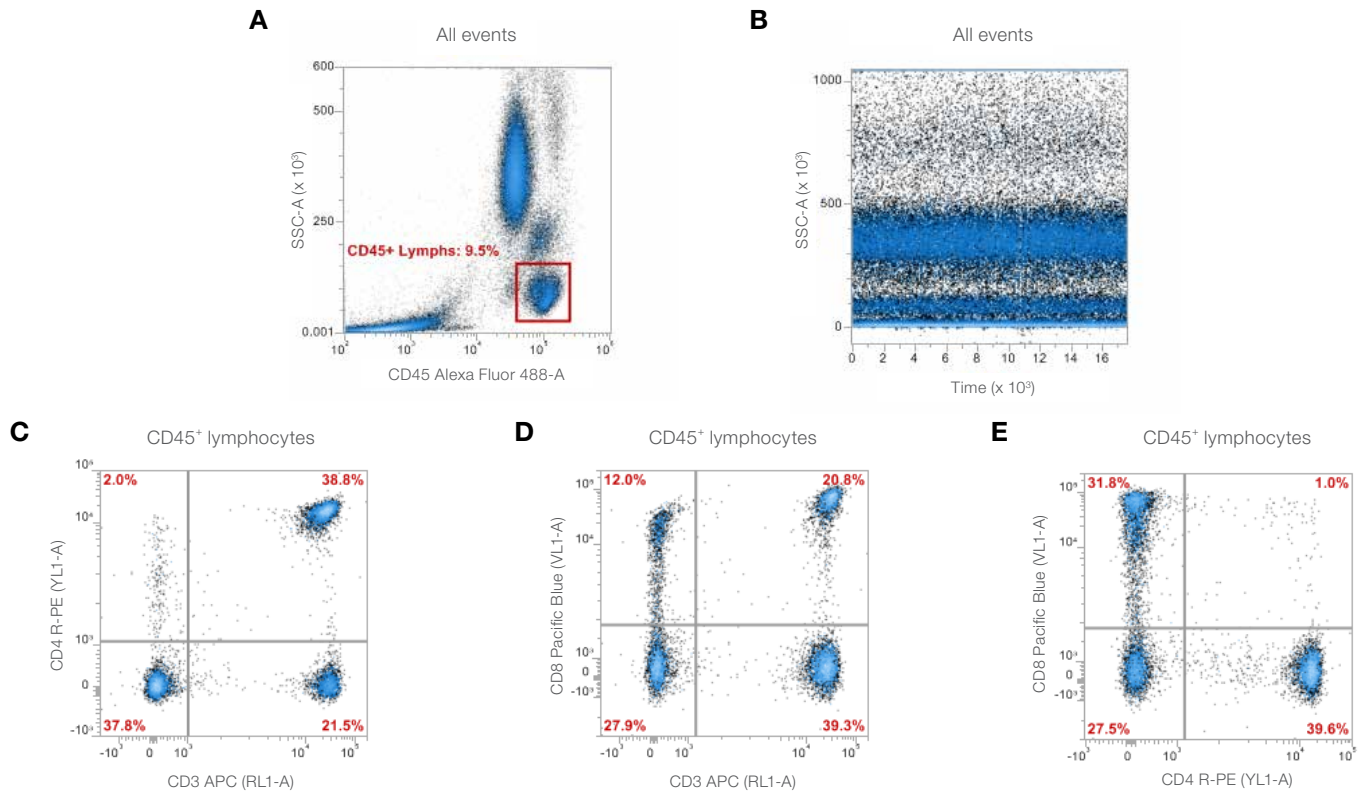 A
All events
SSC-A (x 10³)
600
500
250
0.001
CD45+ Lymphs: 9.5%
10² 10³ 10⁴ 10⁵ 10⁶
CD45 Alexa Fluor 488-A
B
All events
SSC-A (x 10³)
1000
500
0
0 2 4 6 8 10 12 14 16
Time (x 10³)
C
CD45⁺ lymphocytes
CD4 R-PE (YL1-A)
10⁵
10⁴
10³
0
-10³
2.0% 38.8%
37.8% 21.5%
-10³ 0 10³ 10⁴ 10⁵
CD3 APC (RL1-A)
D
CD45⁺ lymphocytes
CD8 Pacific Blue (VL1-A)
10⁵
10⁴
10³
0
-10³
12.0% 20.8%
27.9% 39.3%
-10³ 0 10³ 10⁴ 10⁵
CD3 APC (RL1-A)
E
CD45⁺ lymphocytes
CD8 Pacific Blue (VL1-A)
10⁵
10⁴
10³
0
-10³
31.8% 1.0%
27.5% 39.6%
-10³ 0 10³ 10⁴ 10⁵
CD4 R-PE (YL1-A)